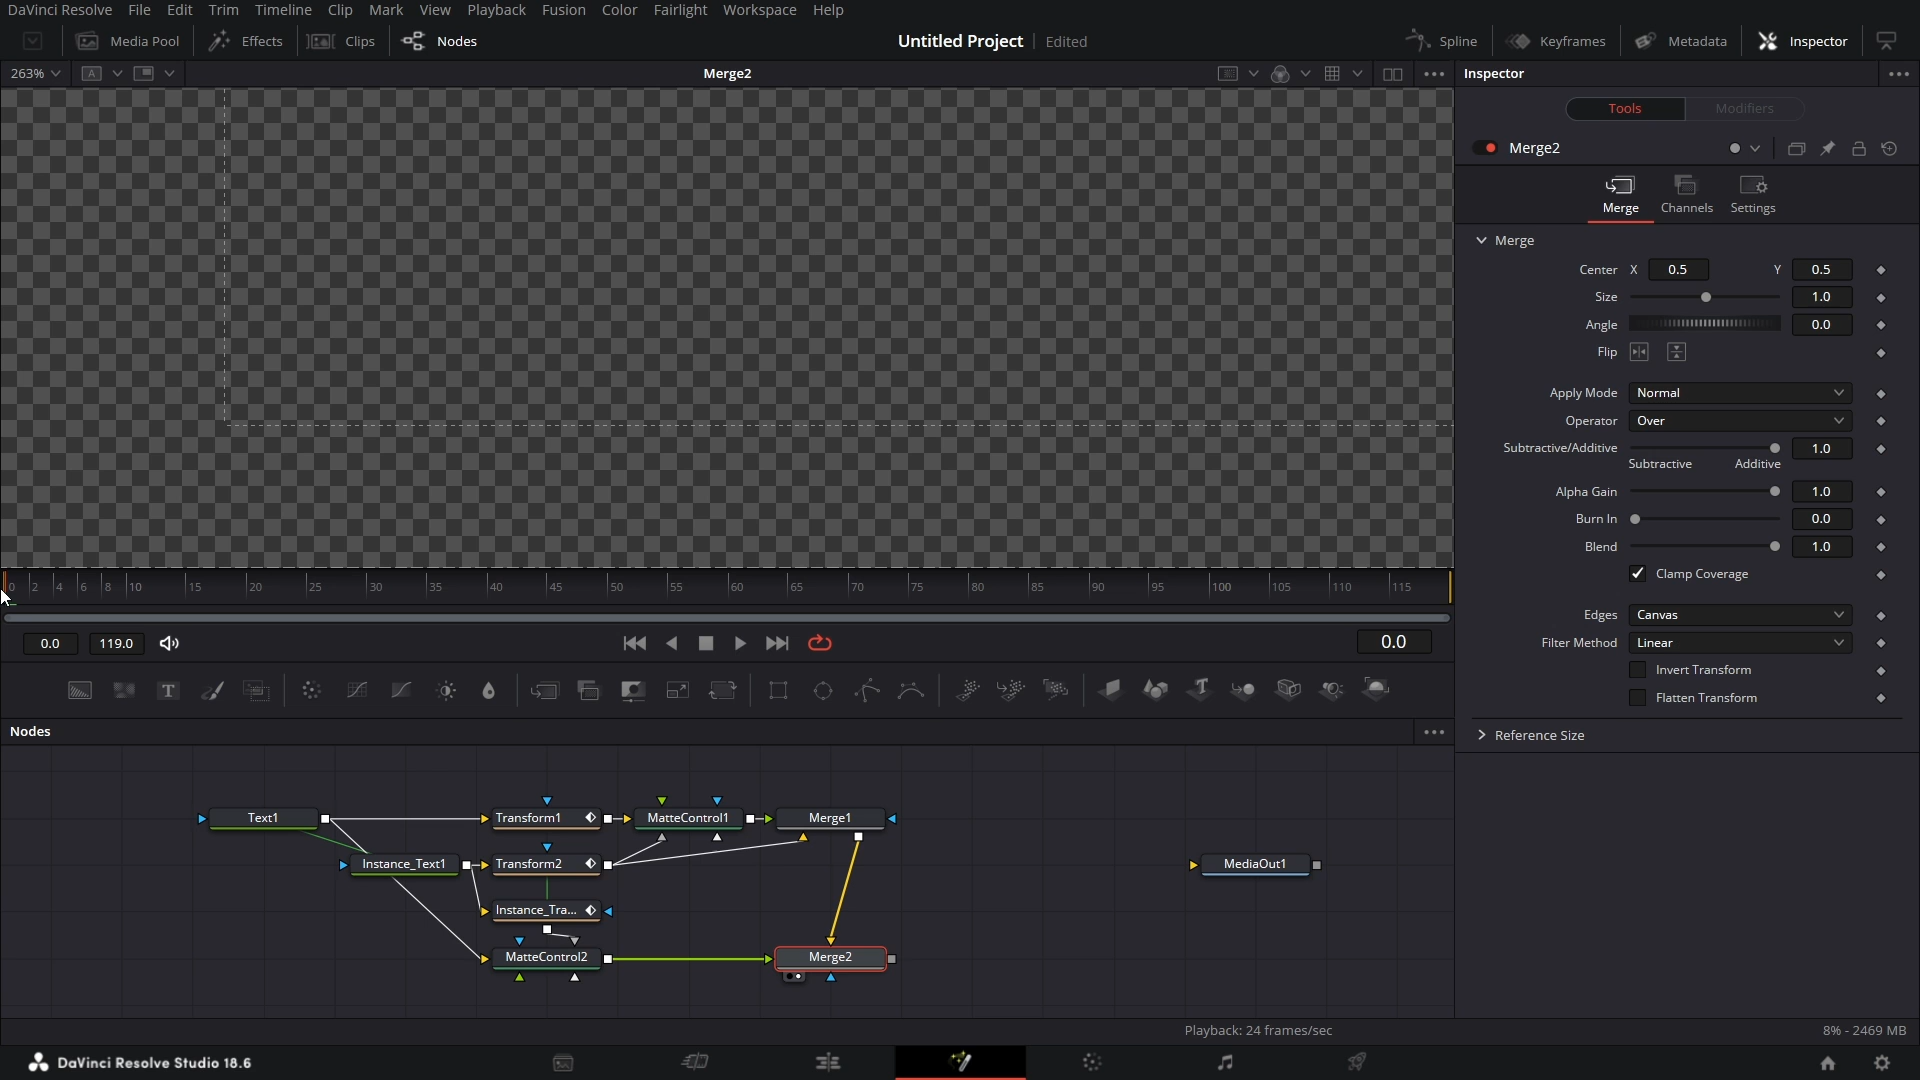 DaVinci Resolve File Edit Trim Timeline Clip Mark View Playback Fusion Color Fairlight Workspace Help
Media Pool Effects Clips Nodes Untitled Project Edited Spline Keyframes Metadata Inspector
263% A Merge2 Inspector
Tools Modifiers
Merge2
Merge Channels Settings
Merge
Center X 0.5 Y 0.5
Size 1.0
Angle 0.0
Flip
Apply Mode Normal
Operator Over
Subtractive/Additive 1.0
Subtractive Additive
Alpha Gain 1.0
Burn In 0.0
Blend 1.0
Clamp Coverage
Edges Canvas
Filter Method Linear
Invert Transform
Flatten Transform
Reference Size
0 2 4 6 8 10 15 20 25 30 35 40 45 50 55 60 65 70 75 80 85 90 95 100 105 110 115
0.0 119.0 0.0
T
Nodes
Text1 Transform1 MatteControl1 Merge1
Instance_Text1 Transform2 MediaOut1
Instance_Tra...
MatteControl2 Merge2
Playback: 24 frames/sec 8% - 2469 MB
DaVinci Resolve Studio 18.6